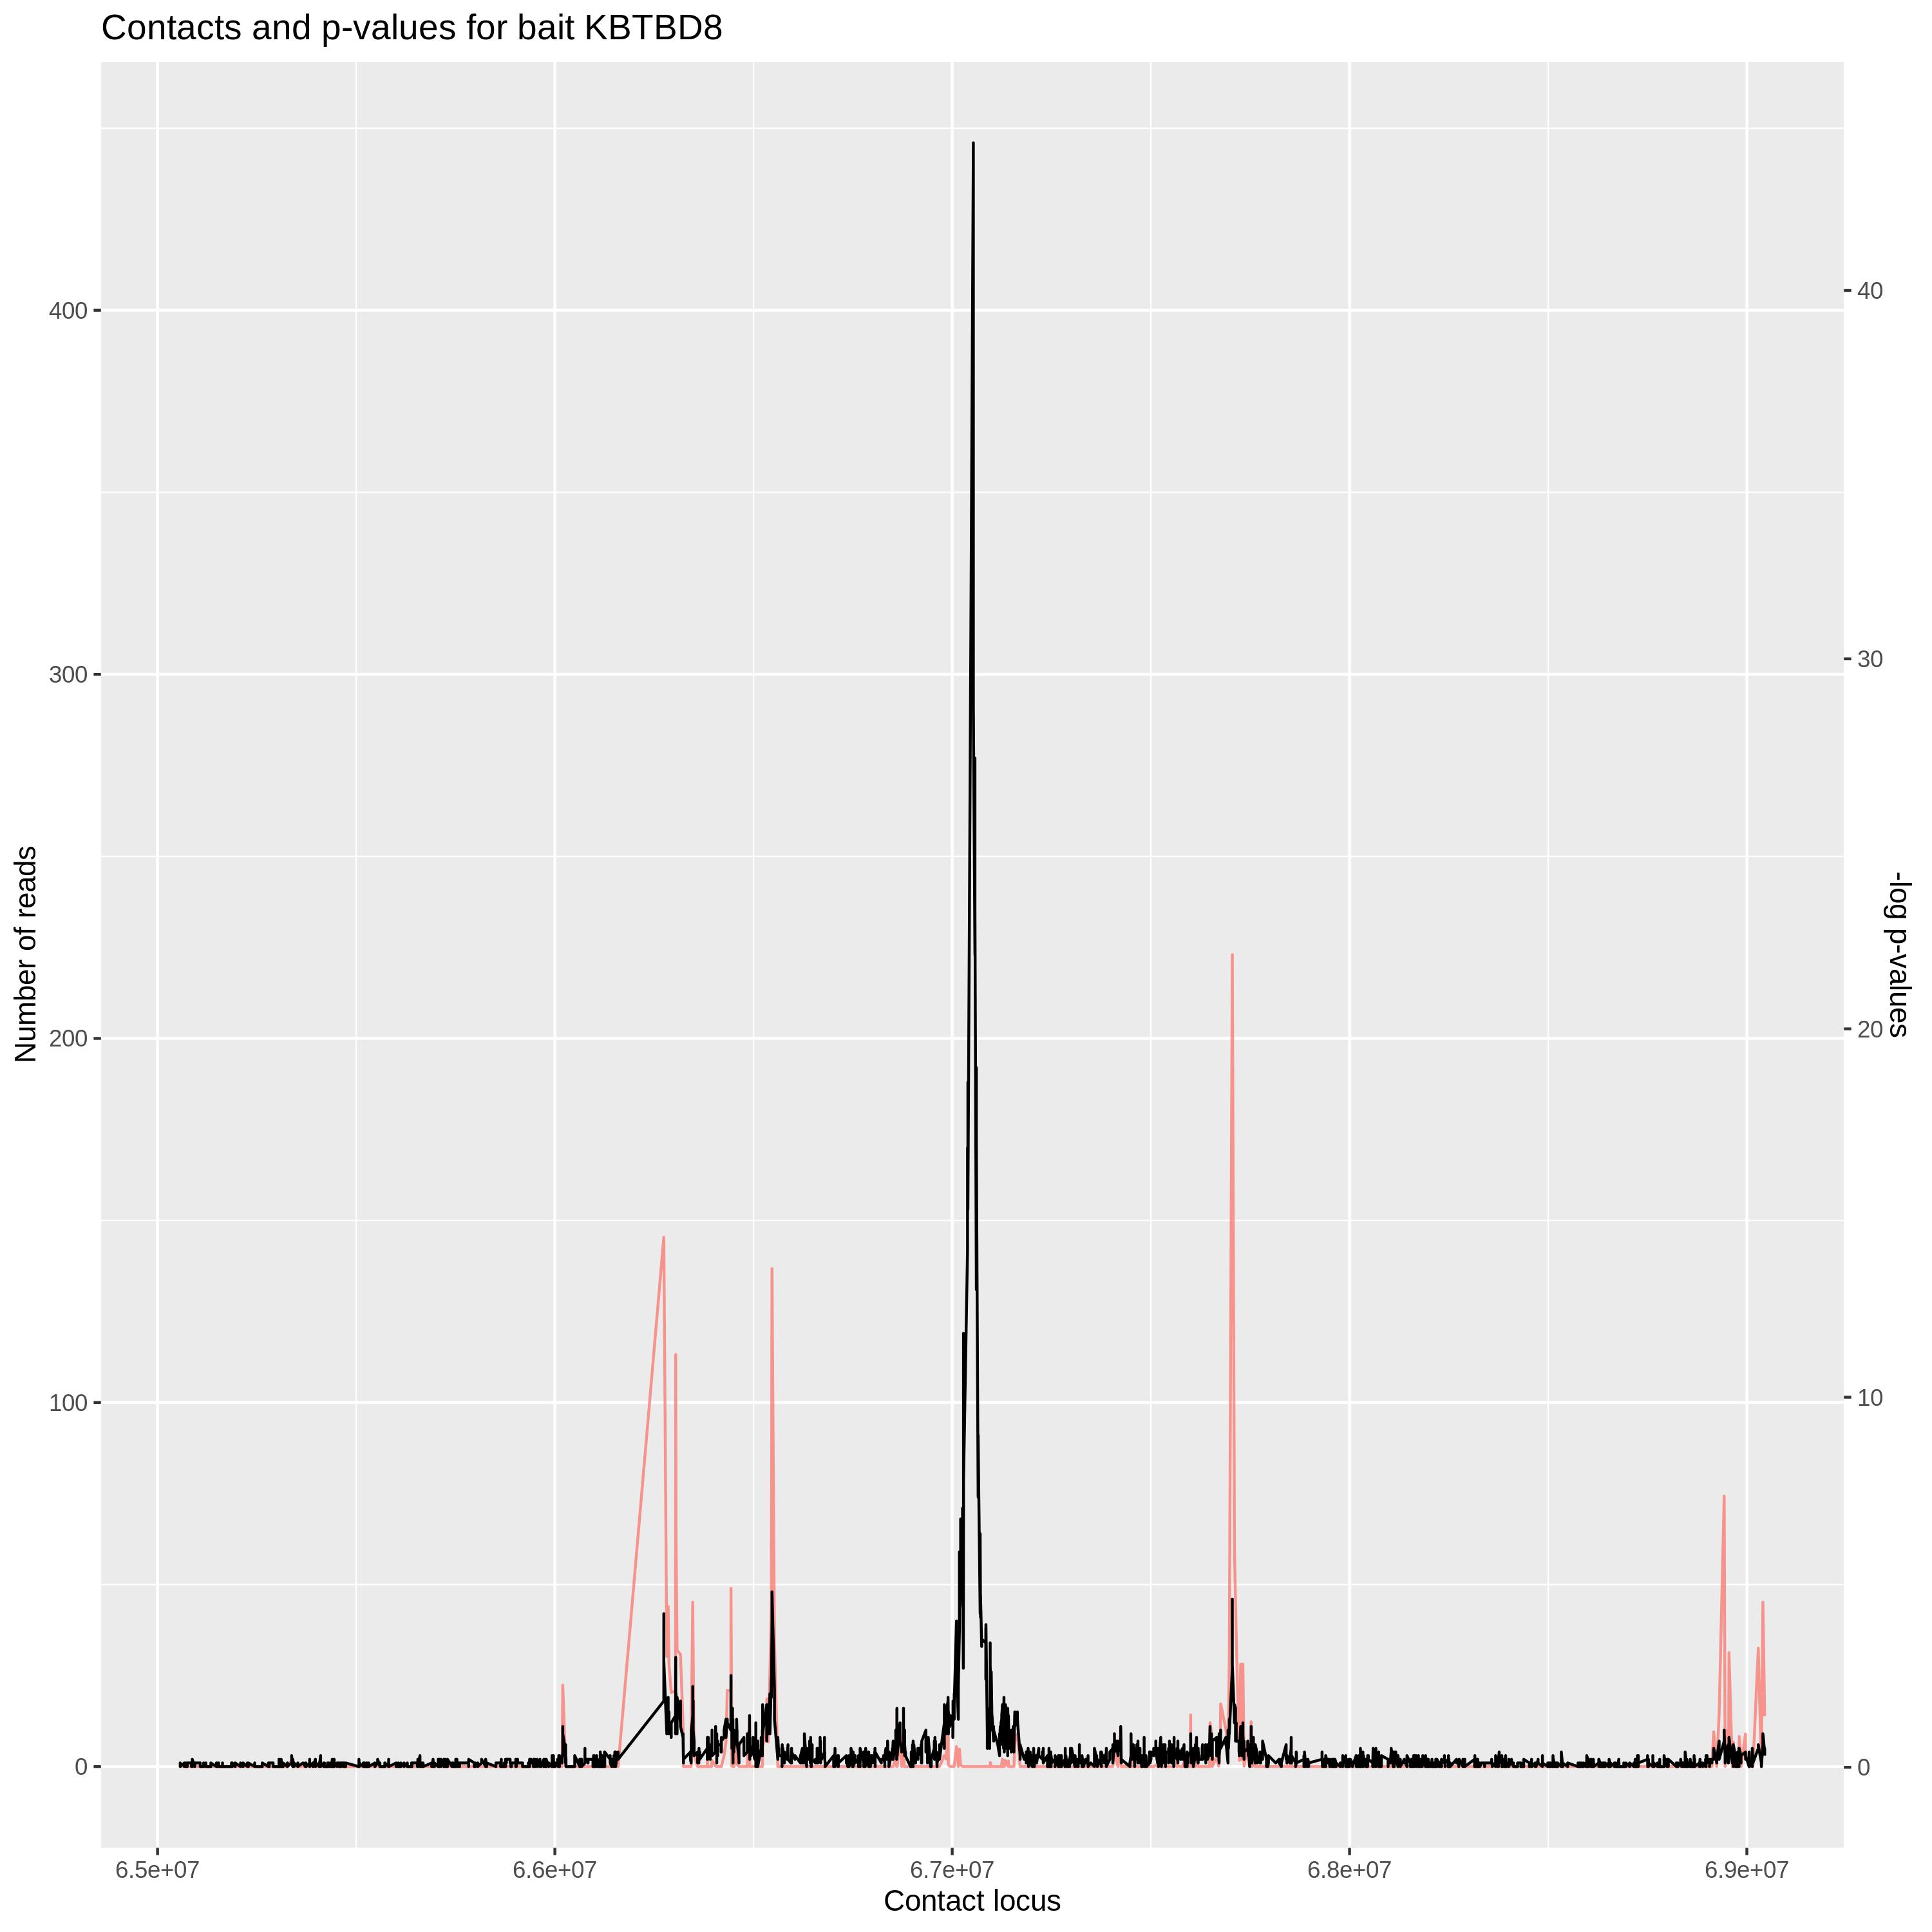 Contacts and p-values for bait KBTBD8
Number of reads
400
300
200
100
0
40
30
20
10
0
-log p-values
6.5e+07
6.6e+07
6.7e+07
6.8e+07
6.9e+07
Contact locus